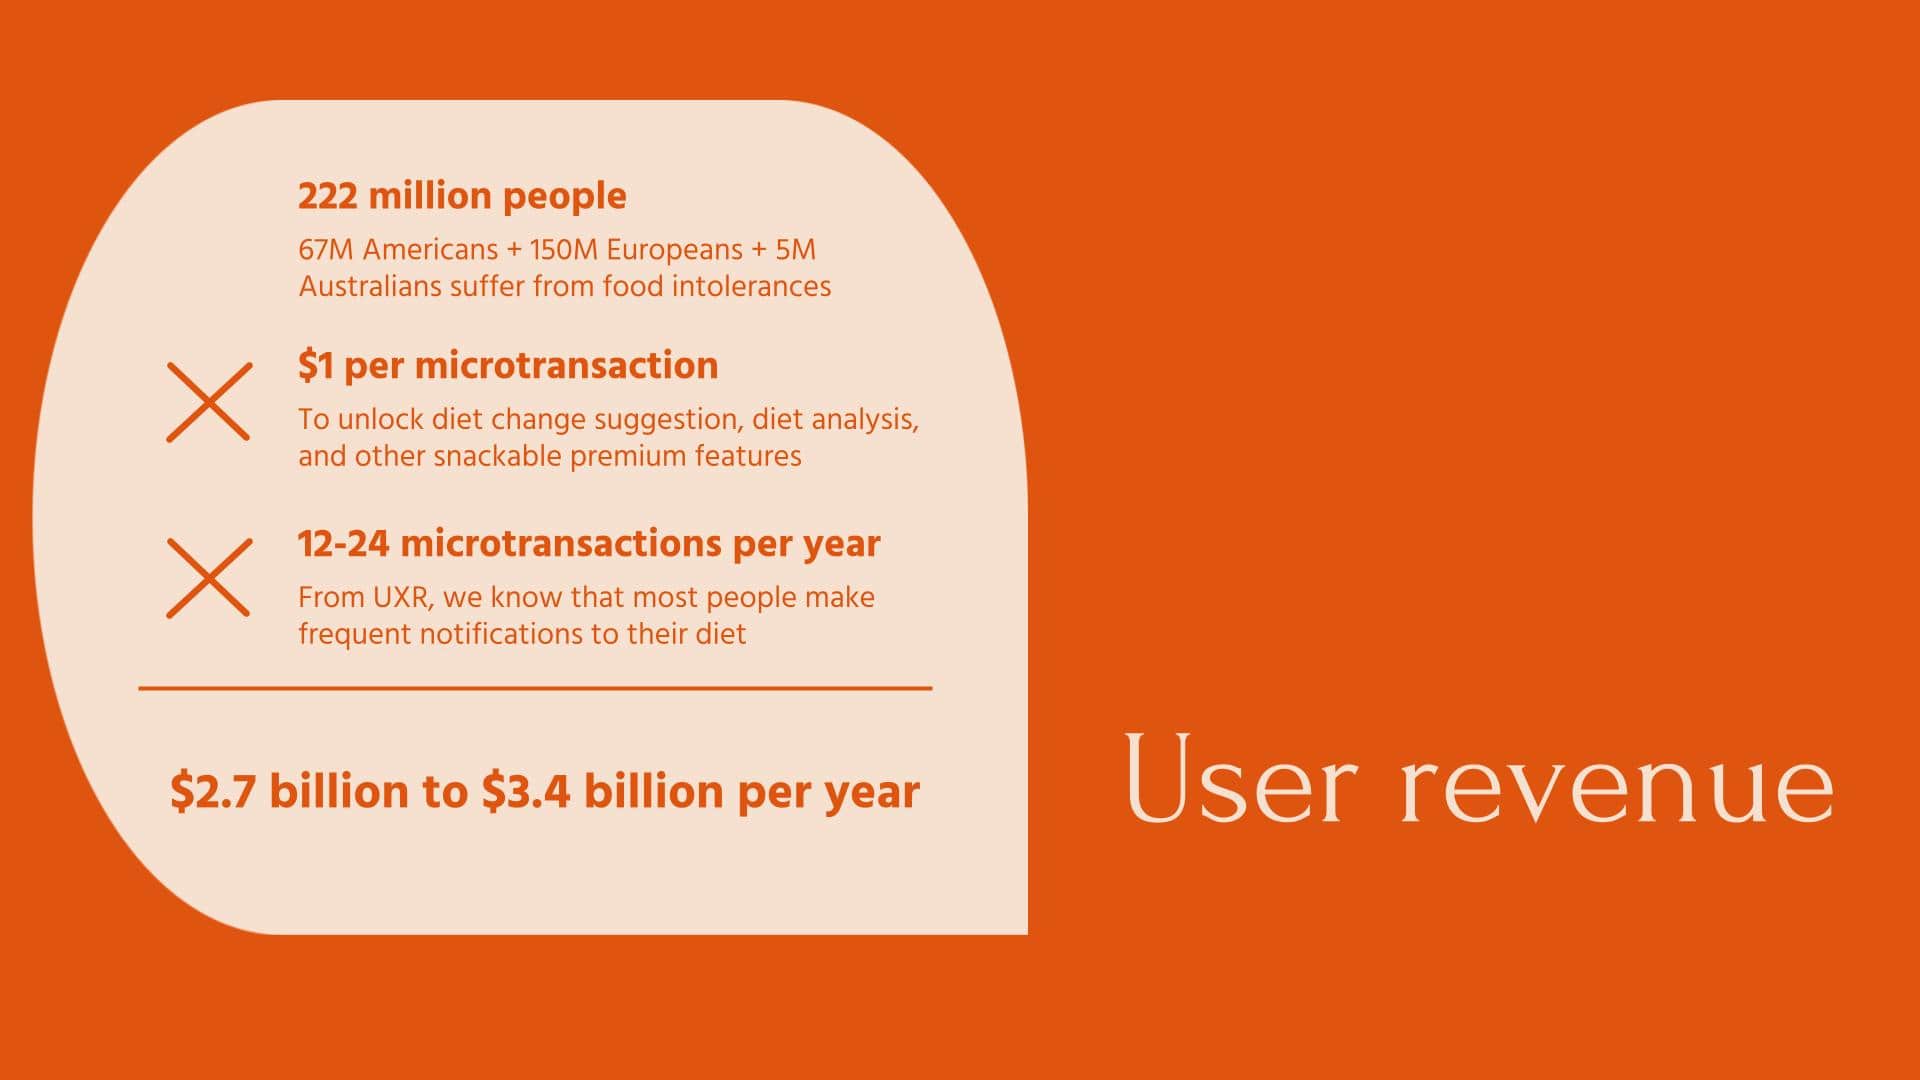 222 million people
67M Americans + 150M Europeans + 5M
Australians suffer from food intolerances
$1 per microtransaction
To unlock diet change suggestion, diet analysis,
and other snackable premium features
12-24 microtransactions per year
From UXR, we know that most people make
frequent notifications to their diet
$2.7 billion to $3.4 billion per year
User revenue